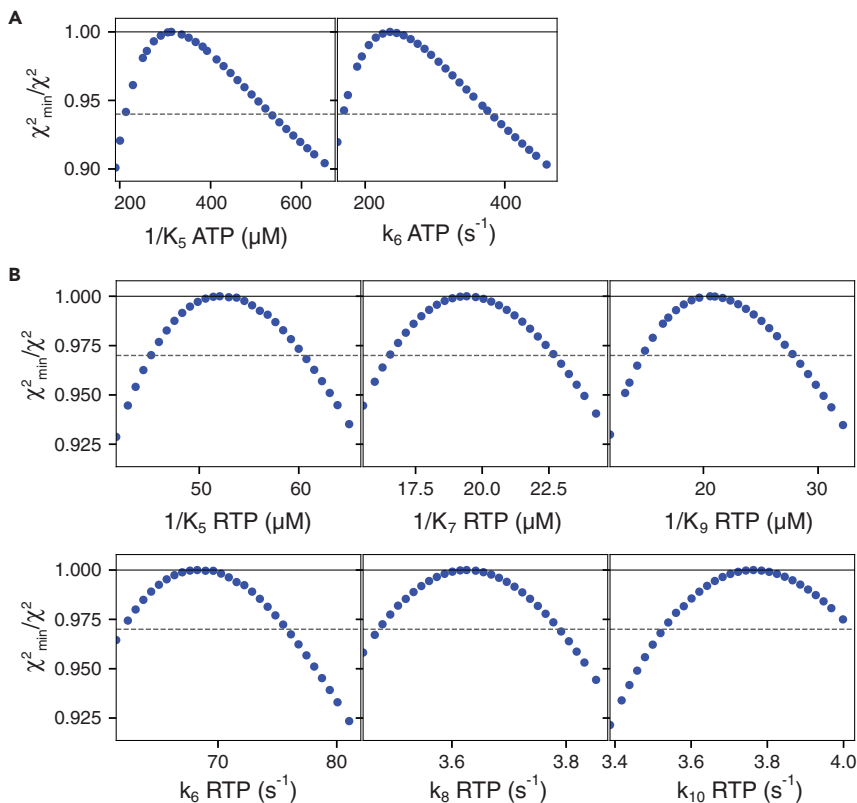 A
χ²min/χ²
1.00
0.95
0.90
200 400 600
200 400
1/K₅ ATP (µM)
k₆ ATP (s⁻¹)
B
χ²min/χ²
1.000
0.975
0.950
0.925
50 60
17.5 20.0 22.5
20 30
1/K₅ RTP (µM)
1/K₇ RTP (µM)
1/K₉ RTP (µM)
χ²min/χ²
1.000
0.975
0.950
0.925
70 80
3.6 3.8
3.4 3.6 3.8 4.0
k₆ RTP (s⁻¹)
k₈ RTP (s⁻¹)
k₁₀ RTP (s⁻¹)